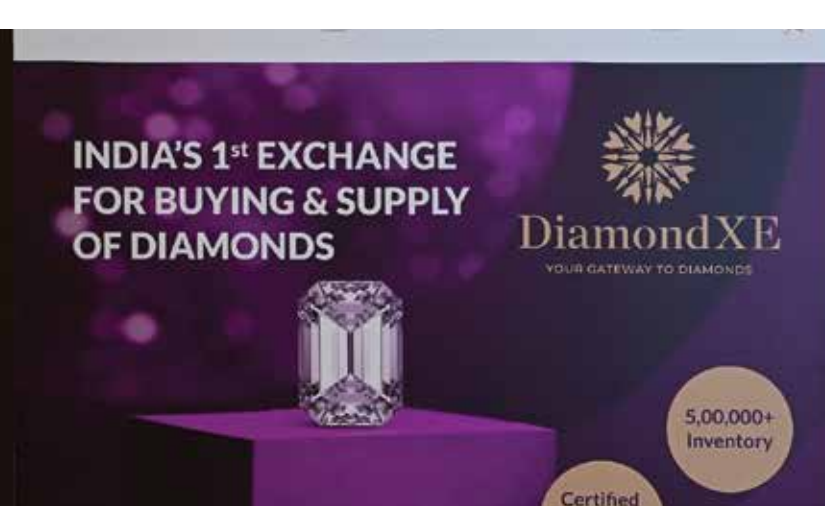 INDIA'S 1st EXCHANGE
FOR BUYING & SUPPLY
OF DIAMONDS
DiamondXE
YOUR GATEWAY TO DIAMONDS
5,00,000+
Inventory
Certified